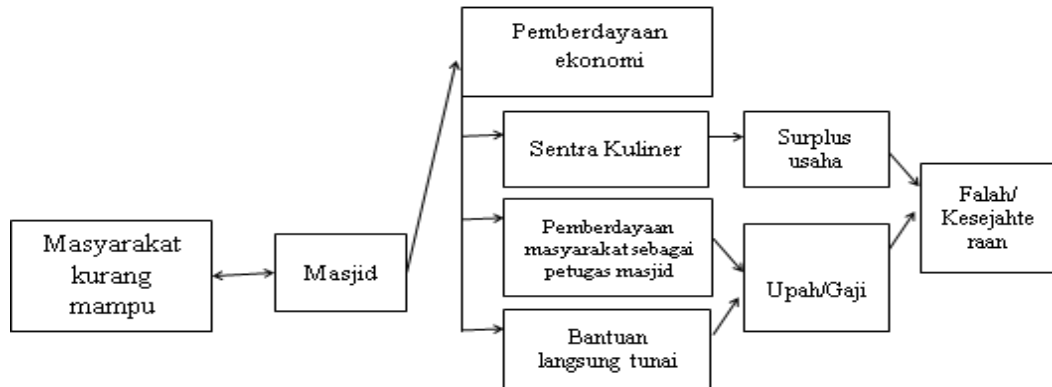 Pemberdayaan
ekonomi
Sentra Kuliner
Surplus
usaha
Falah/
Kesejahte
raan
Masyarakat
kurang
mampu
Masjid
Pemberdayaan
masyarakat sebagai
petugas masjid
Upah/Gaji
Bantuan
langsung tunai